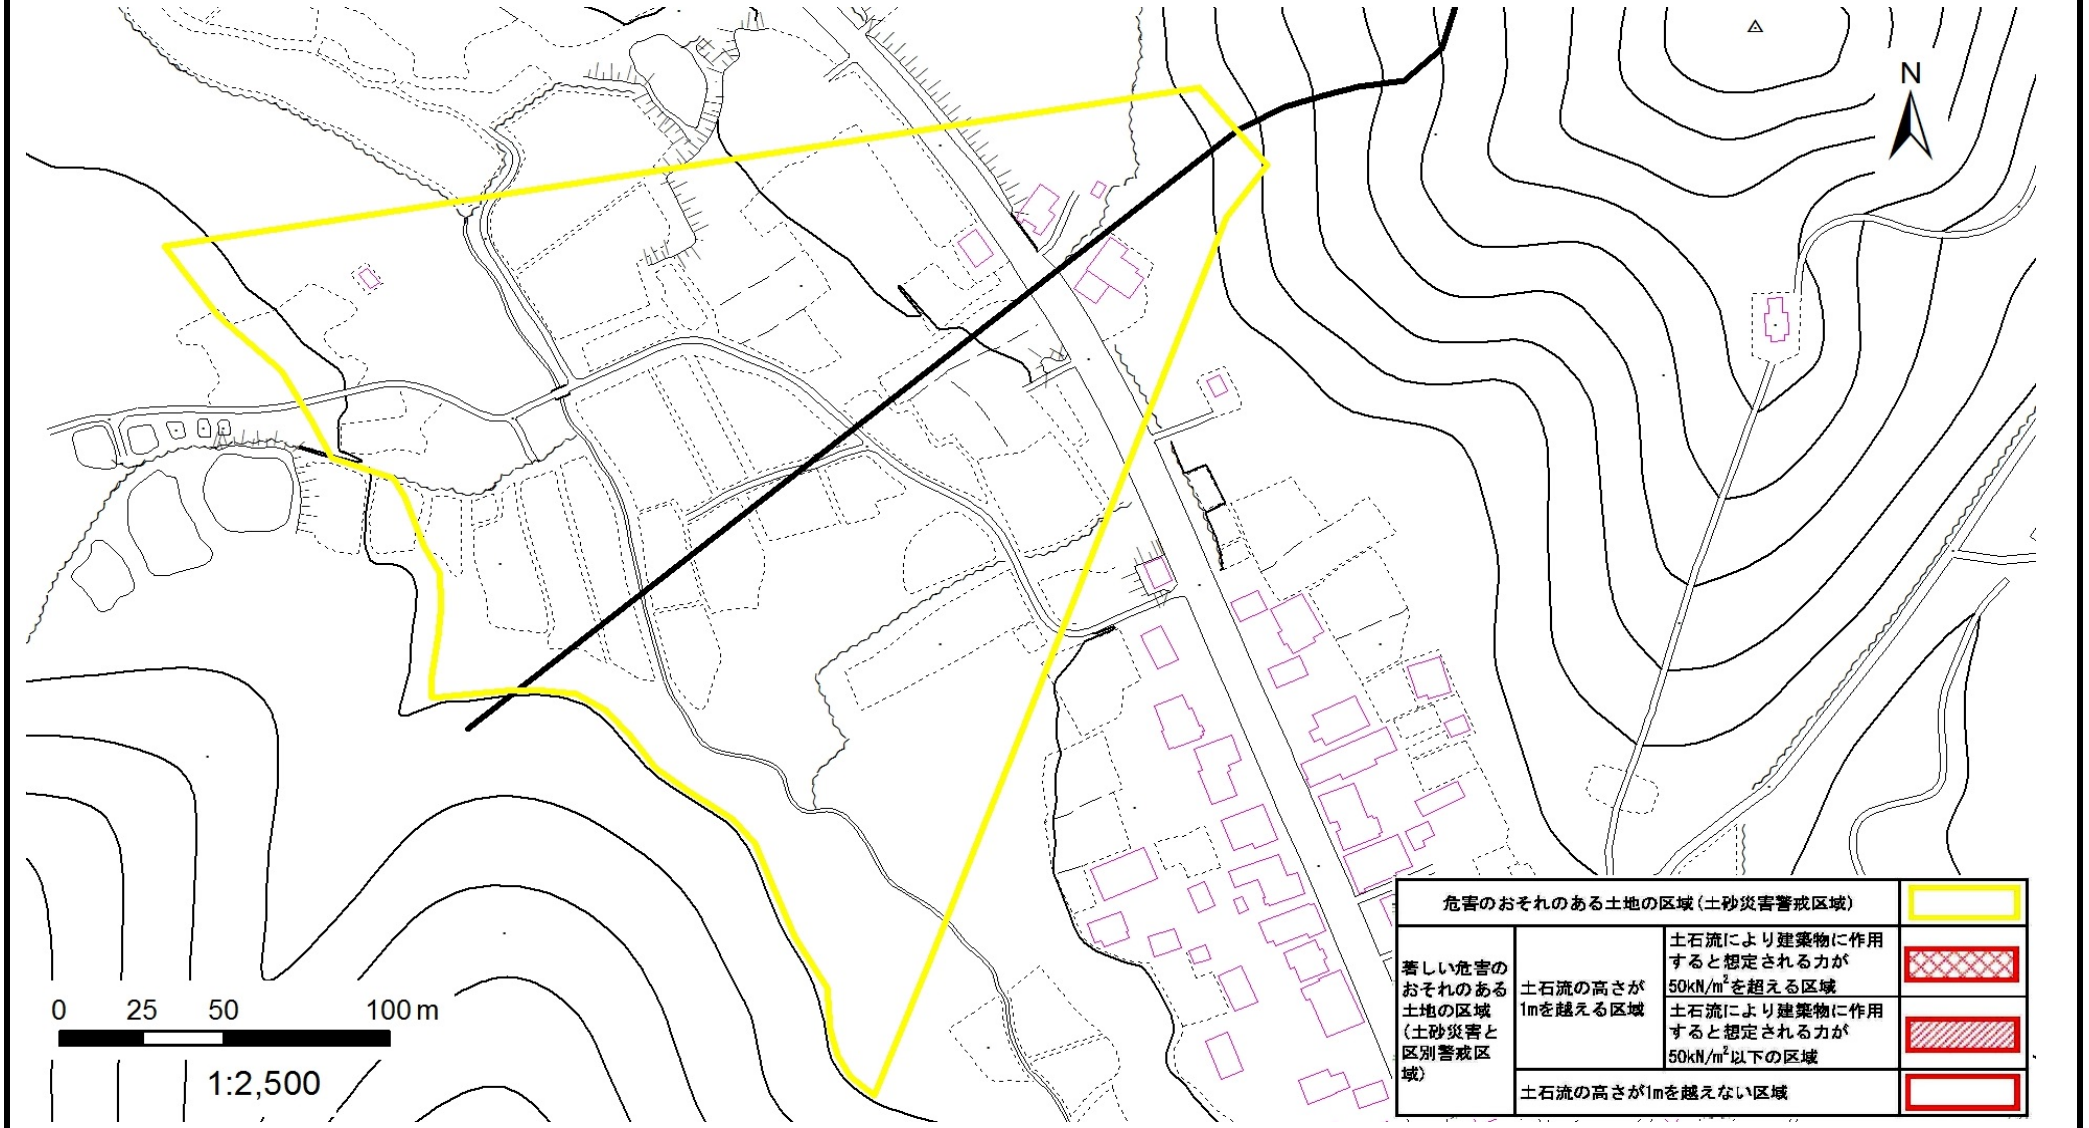 N
0 25 50 100 m
1:2,500
危害のおそれのある土地の区域(土砂災害警戒区域)
著しい危害の
おそれのある
土地の区域
(土砂災害と
区別警戒区
域)
土石流の高さが
1mを越える区域
土石流により建築物に作用
すると想定される力が
50kN/m²を超える区域
土石流により建築物に作用
すると想定される力が
50kN/m²以下の区域
土石流の高さが1mを越えない区域